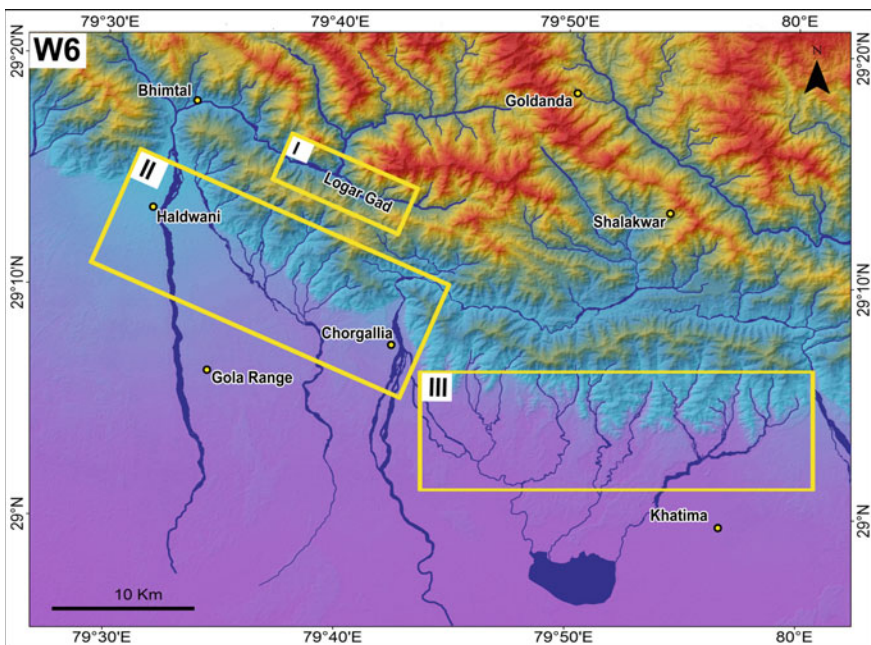 79°30'E
79°40'E
79°50'E
80°E
W6
29°20'N
29°20'N
N
Bhimtal
Goldanda
I
Logar Gad
II
Haldwani
Shalakwar
29°10'N
29°10'N
Chorgallia
Gola Range
III
29°N
29°N
Khatima
10 Km
79°30'E
79°40'E
79°50'E
80°E